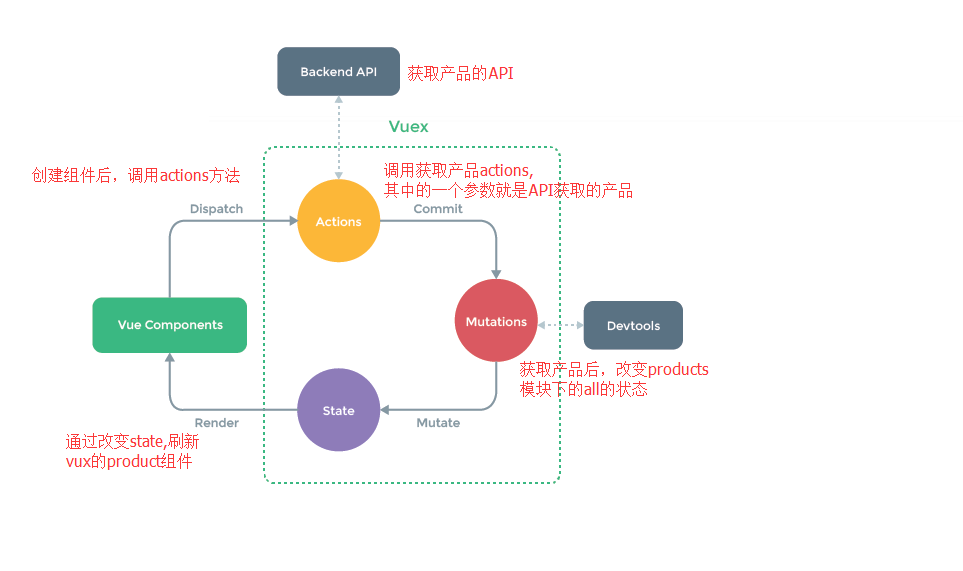 Backend API
获取产品的API
Vuex
创建组件后，调用actions方法
调用获取产品actions,
其中的一个参数就是API获取的产品
Dispatch
Commit
Actions
Vue Components
Mutations
Devtools
获取产品后，改变products
模块下的all的状态
State
Render
Mutate
通过改变state,刷新
vux的product组件